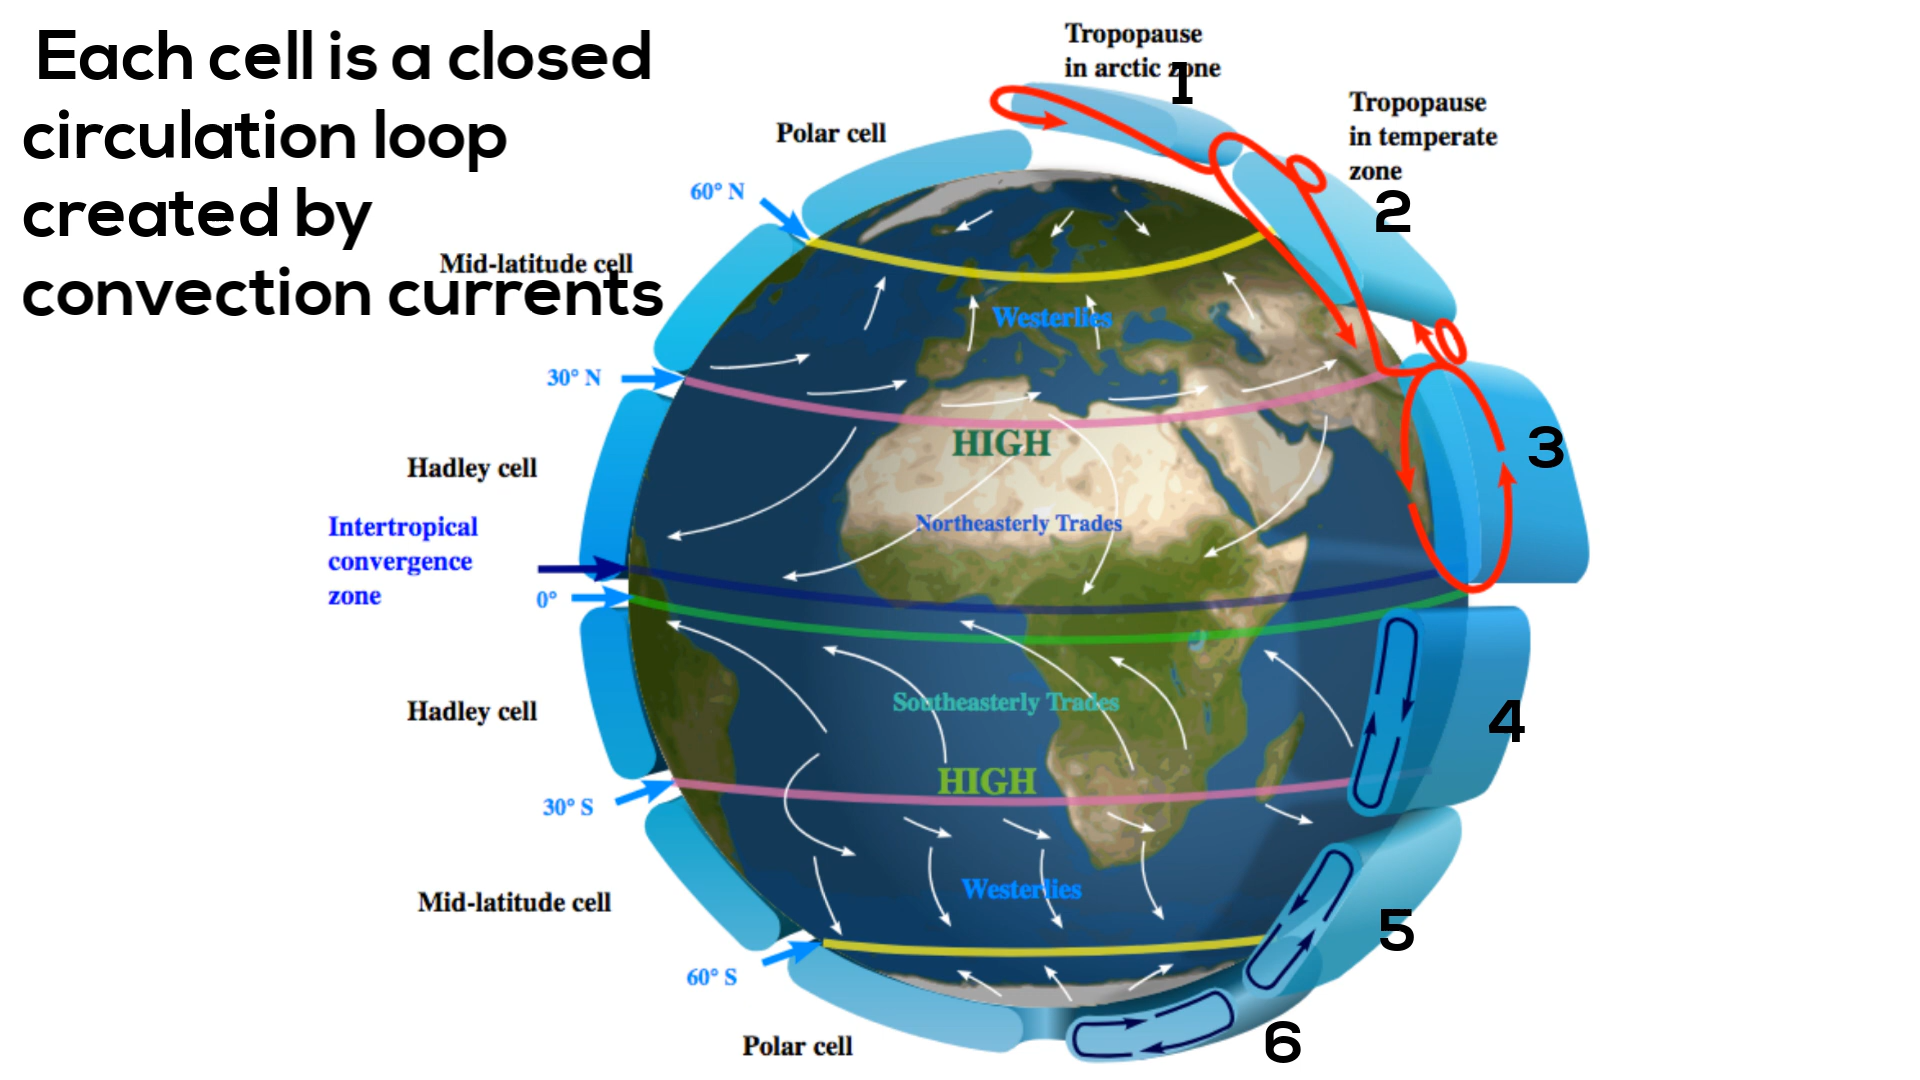 Each cell is a closed
circulation loop
created by
convection currents
Tropopause
in arctic zone
1
Tropopause
in temperate
zone
2
Polar cell
60° N
Mid-latitude cell
Westerlies
30° N
HIGH
3
Hadley cell
Northeasterly Trades
Intertropical
convergence
zone
0°
Southeasterly Trades
Hadley cell
4
HIGH
30° S
Westerlies
Mid-latitude cell
5
60° S
Polar cell
6